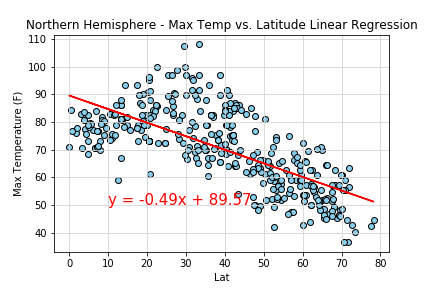 Northern Hemisphere - Max Temp vs. Latitude Linear Regression
Max Temperature (F)
110
100
90
80
70
60
50
40
y = -0.49x + 89.57
0 10 20 30 40 50 60 70 80
Lat